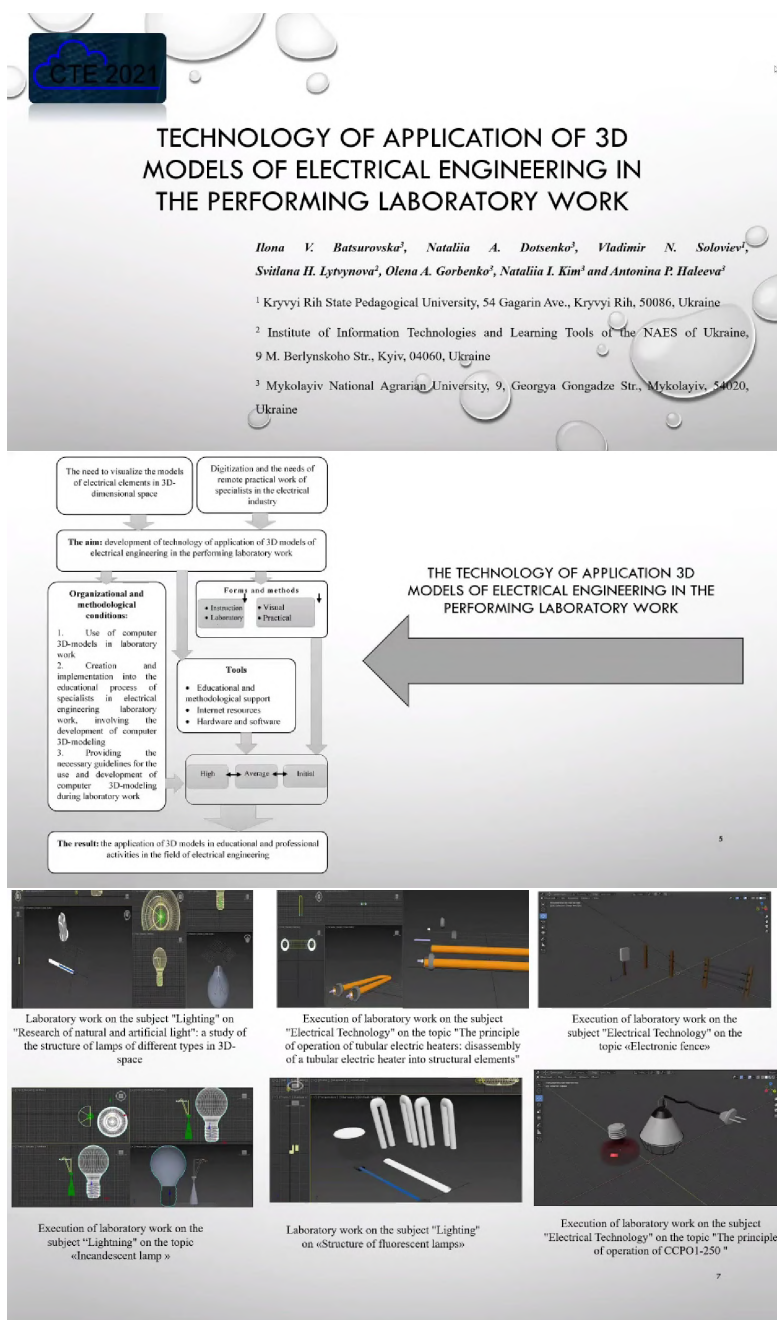 CTE 2021
TECHNOLOGY OF APPLICATION OF 3D
MODELS OF ELECTRICAL ENGINEERING IN
THE PERFORMING LABORATORY WORK
Ilona V. Batsurovska³, Nataliia A. Dotsenko³, Vladimir N. Soloviev¹,
Svitlana H. Lytvynova², Olena A. Gorbenko³, Nataliia I. Kim³ and Antonina P. Haleeva³
¹ Kryvyi Rih State Pedagogical University, 54 Gagarin Ave., Kryvyi Rih, 50086, Ukraine
² Institute of Information Technologies and Learning Tools of the NAES of Ukraine,
9 M. Berlynskoho Str., Kyiv, 04060, Ukraine
³ Mykolayiv National Agrarian University, 9, Georgya Gongadze Str., Mykolayiv, 54020,
Ukraine
The need to visualize the models
of electrical elements in 3D-
dimensional space
Digitization and the needs of
remote practical work of
specialists in the electrical
industry
The aim: development of technology of application of 3D models of
electrical engineering in the performing laboratory work
Organizational and
methodological
conditions:
1. Use of computer
3D-models in laboratory
work
2. Creation and
implementation into the
educational process of
specialists in electrical
engineering laboratory
work, involving the
development of computer
3D-modeling
3. Providing the
necessary guidelines for the
use and development of
computer 3D-modeling
during laboratory work
Forms and methods
• Instruction
• Laboratory
• Visual
• Practical
Tools
• Educational and
methodological support
• Internet resources
• Hardware and software
High
Average
Initial
The result: the application of 3D models in educational and professional
activities in the field of electrical engineering
THE TECHNOLOGY OF APPLICATION 3D
MODELS OF ELECTRICAL ENGINEERING IN THE
PERFORMING LABORATORY WORK
5
Laboratory work on the subject "Lighting" on
"Research of natural and artificial light": a study of
the structure of lamps of different types in 3D-
space
Execution of laboratory work on the subject
"Electrical Technology" on the topic "The principle
of operation of tubular electric heaters: disassembly
of a tubular electric heater into structural elements"
Execution of laboratory work on the
subject "Electrical Technology" on the
topic «Electronic fence»
Execution of laboratory work on the
subject “Lightning" on the topic
«Incandescent lamp »
Laboratory work on the subject "Lighting"
on «Structure of fluorescent lamps»
Execution of laboratory work on the subject
"Electrical Technology" on the topic "The principle
of operation of CCPO1-250 "
7